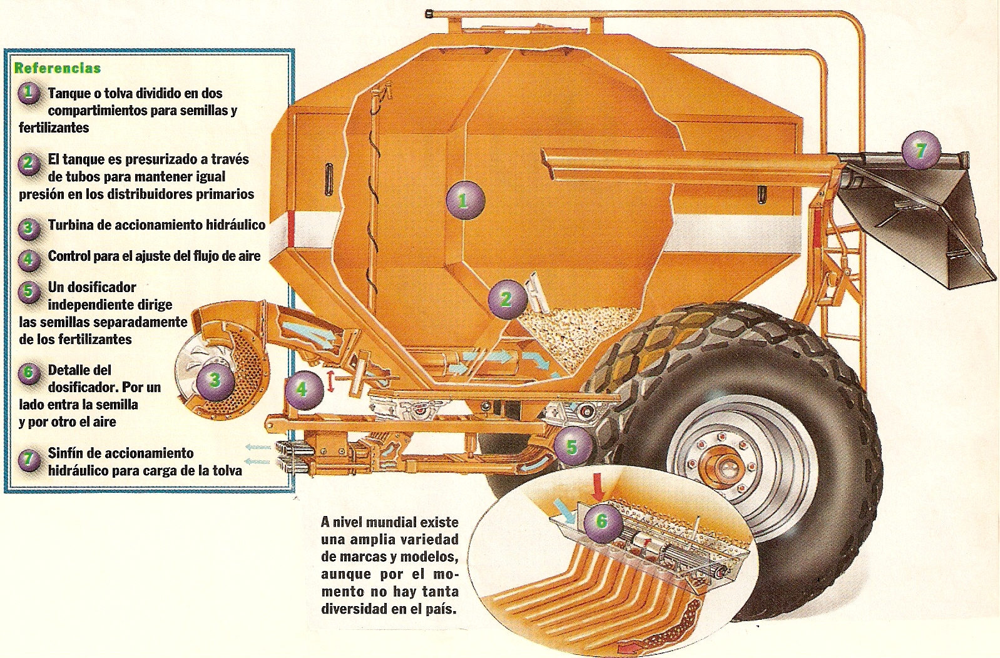 Referencias
1 Tanque o tolva dividido en dos
compartimientos para semillas y
fertilizantes
2 El tanque es presurizado a través
de tubos para mantener igual
presión en los distribuidores primarios
3 Turbina de accionamiento hidráulico
4 Control para el ajuste del flujo de aire
5 Un dosificador
independiente dirige
las semillas separadamente
de los fertilizantes
6 Detalle del
dosificador. Por un
lado entra la semilla
y por otro el aire
7 Sinfín de accionamiento
hidráulico para carga de la tolva
7
1
2
3
4
5
6
A nivel mundial existe
una amplia variedad
de marcas y modelos,
aunque por el mo-
mento no hay tanta
diversidad en el país.